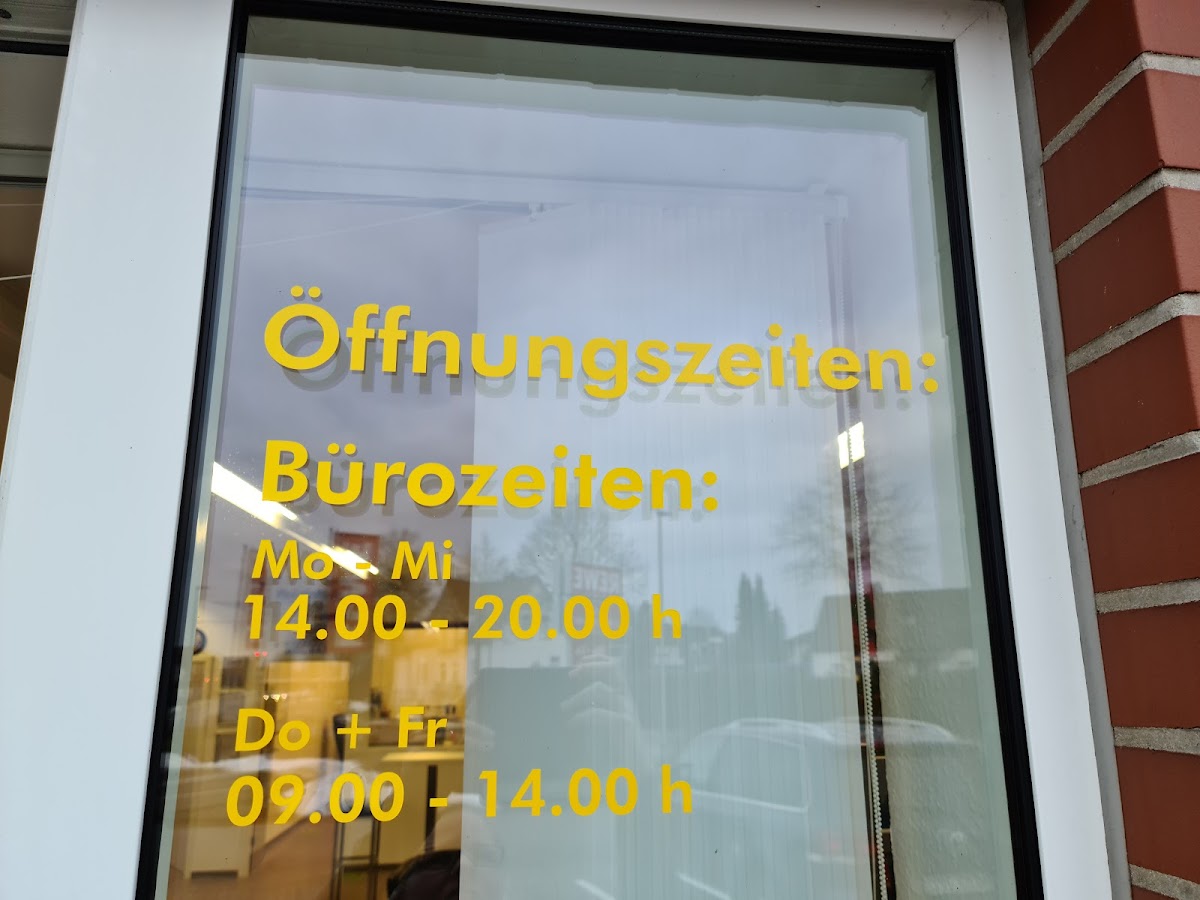 Öffnungszeiten:
Bürozeiten:
Mo - Mi
14.00 - 20.00 h
Do + Fr
09.00 - 14.00 h